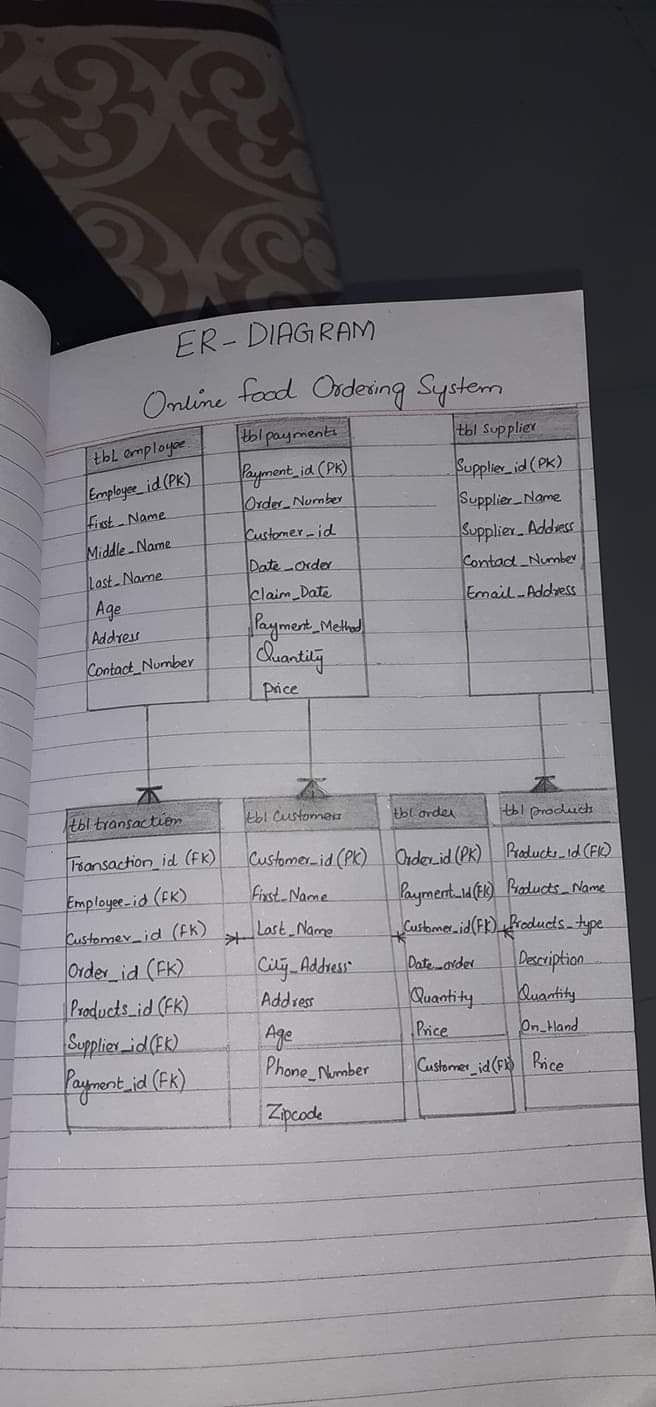 ER - DIAGRAM
Online food Ordering System
tbl employee
Employee_id (PK)
First_Name
Middle_Name
Last_Name
Age
Address
Contact_Number
tbl payments
Payment_id (PK)
Order_Number
Customer_id
Date_order
Claim_Date
Payment_Method
Quantity
Price
tbl Supplier
Supplier_id (PK)
Supplier_Name
Supplier_Address
Contact_Number
Email_Address
tbl transaction
Transaction_id (FK)
Employee_id (FK)
Customer_id (FK)
Order_id (FK)
Products_id (FK)
Supplier_id (FK)
Payment_id (FK)
tbl Customers
Customer_id (PK)
First_Name
Last_Name
City_Address
Address
Age
Phone_Number
Zipcode
tbl order
Order_id (PK)
Payment_id (FK)
Customer_id (FK)
Date_order
Quantity
Price
Customer_id (FK)
tbl products
Products_id (FK)
Products_Name
Products_type
Description
Quantity
On_Hand
Price